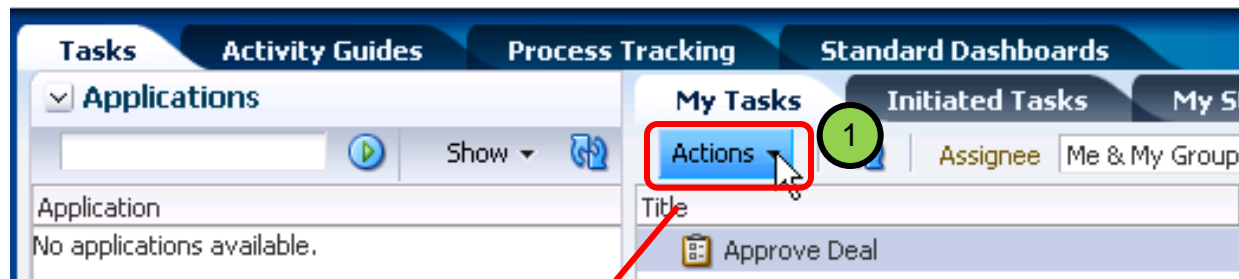 Tasks Activity Guides Process Tracking Standard Dashboards
Applications
My Tasks Initiated Tasks My
Show
Actions 1 Assignee Me & My Group
Application
Title
No applications available.
Approve Deal